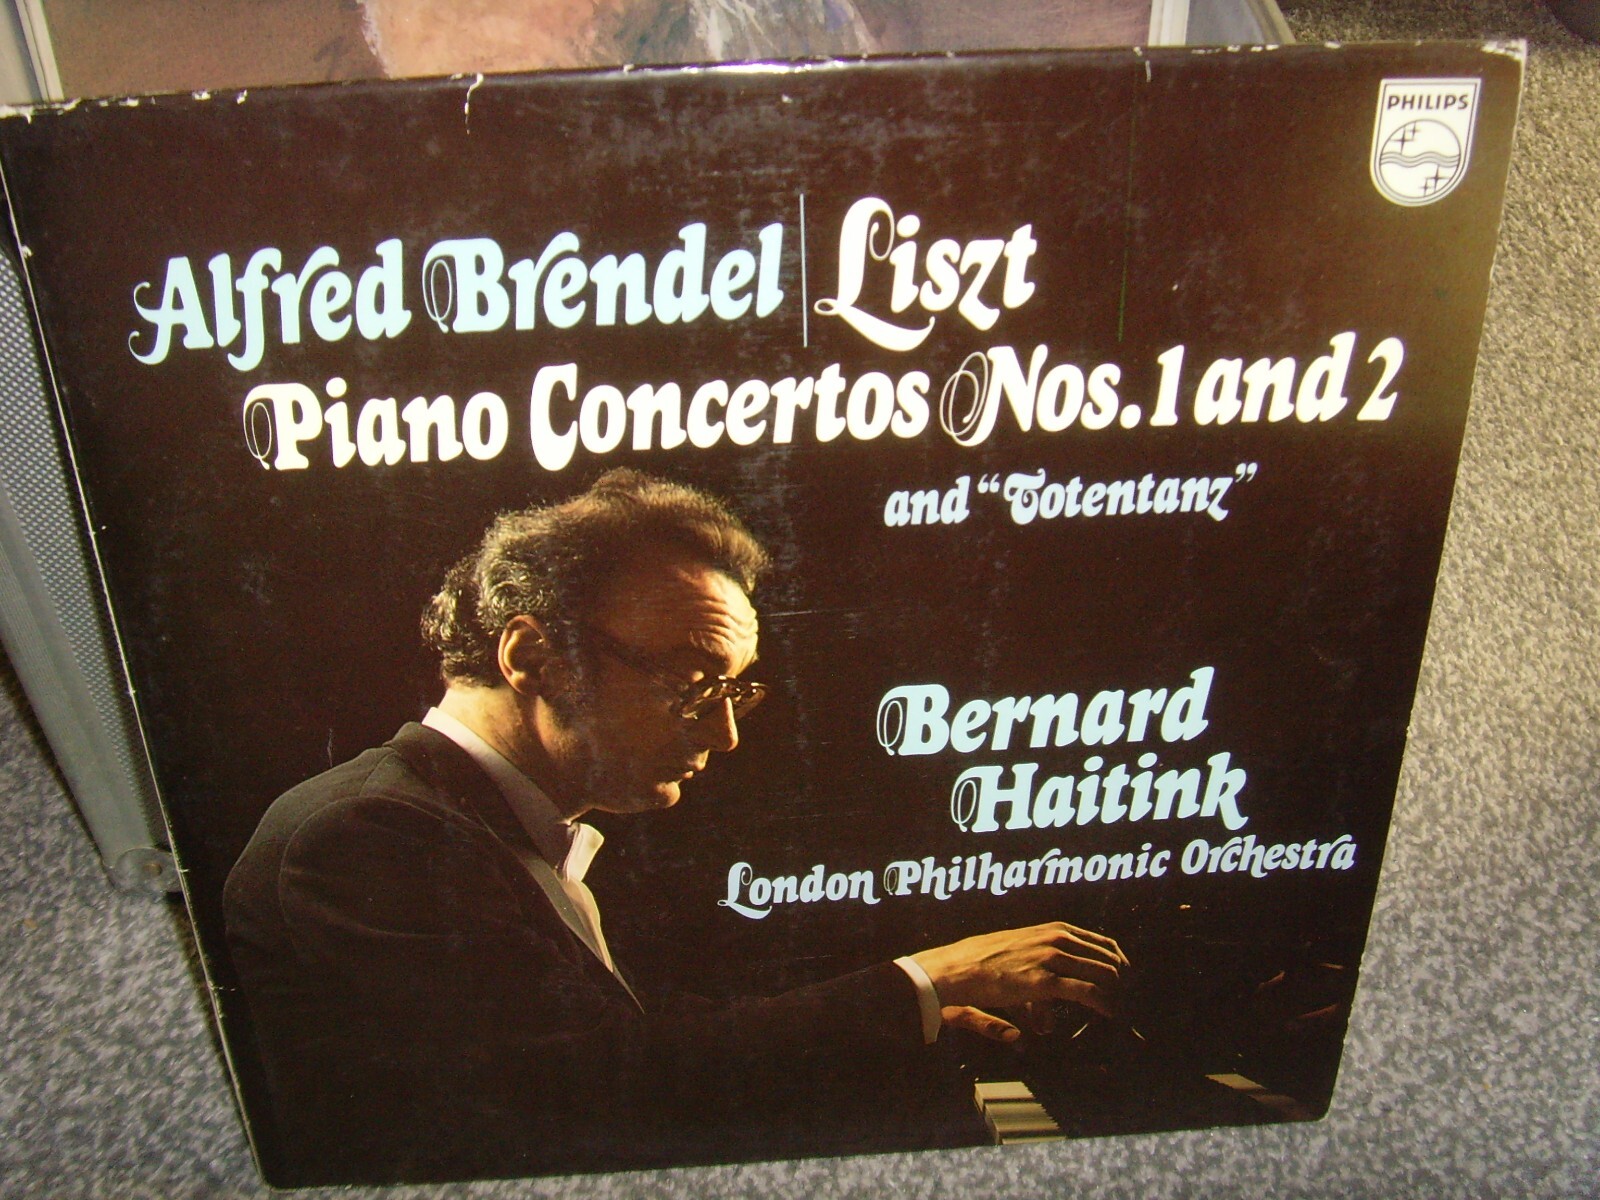 PHILIPS
Alfred Brendel | Liszt
Piano Concertos Nos. 1 and 2
and "Totentanz"
Bernard
Haitink
London Philharmonic Orchestra